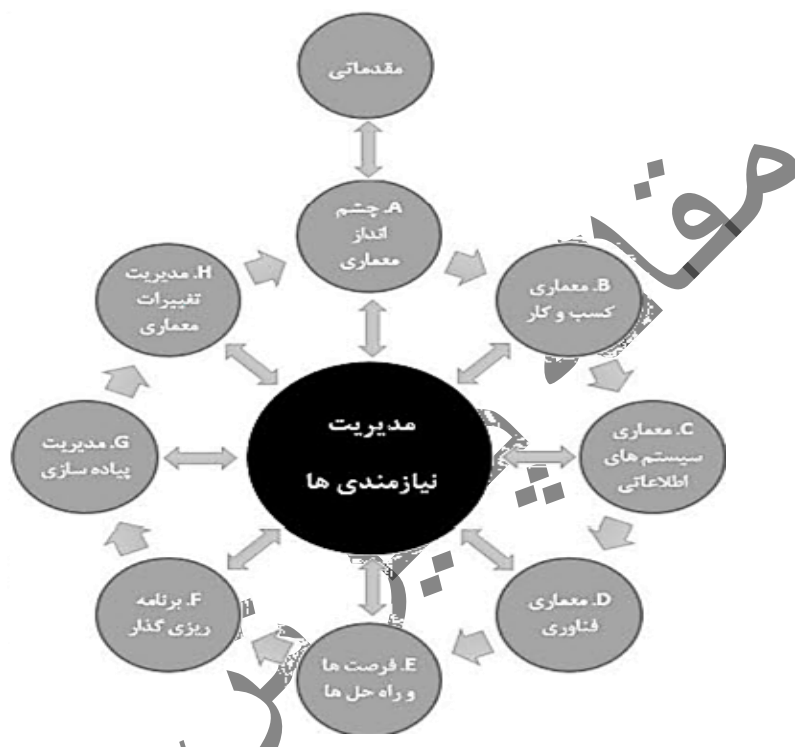 مقدماتی
A. چشم
انداز
معماری
B. معماری
کسب و کار
C. معماری
سیستم های
اطلاعاتی
D. معماری
فناوری
E. فرصت ها
و راه حل ها
F. برنامه
ریزی گذار
G. مدیریت
پیاده سازی
H. مدیریت
تغییرات
معماری
مدیریت
نیازمندی ها